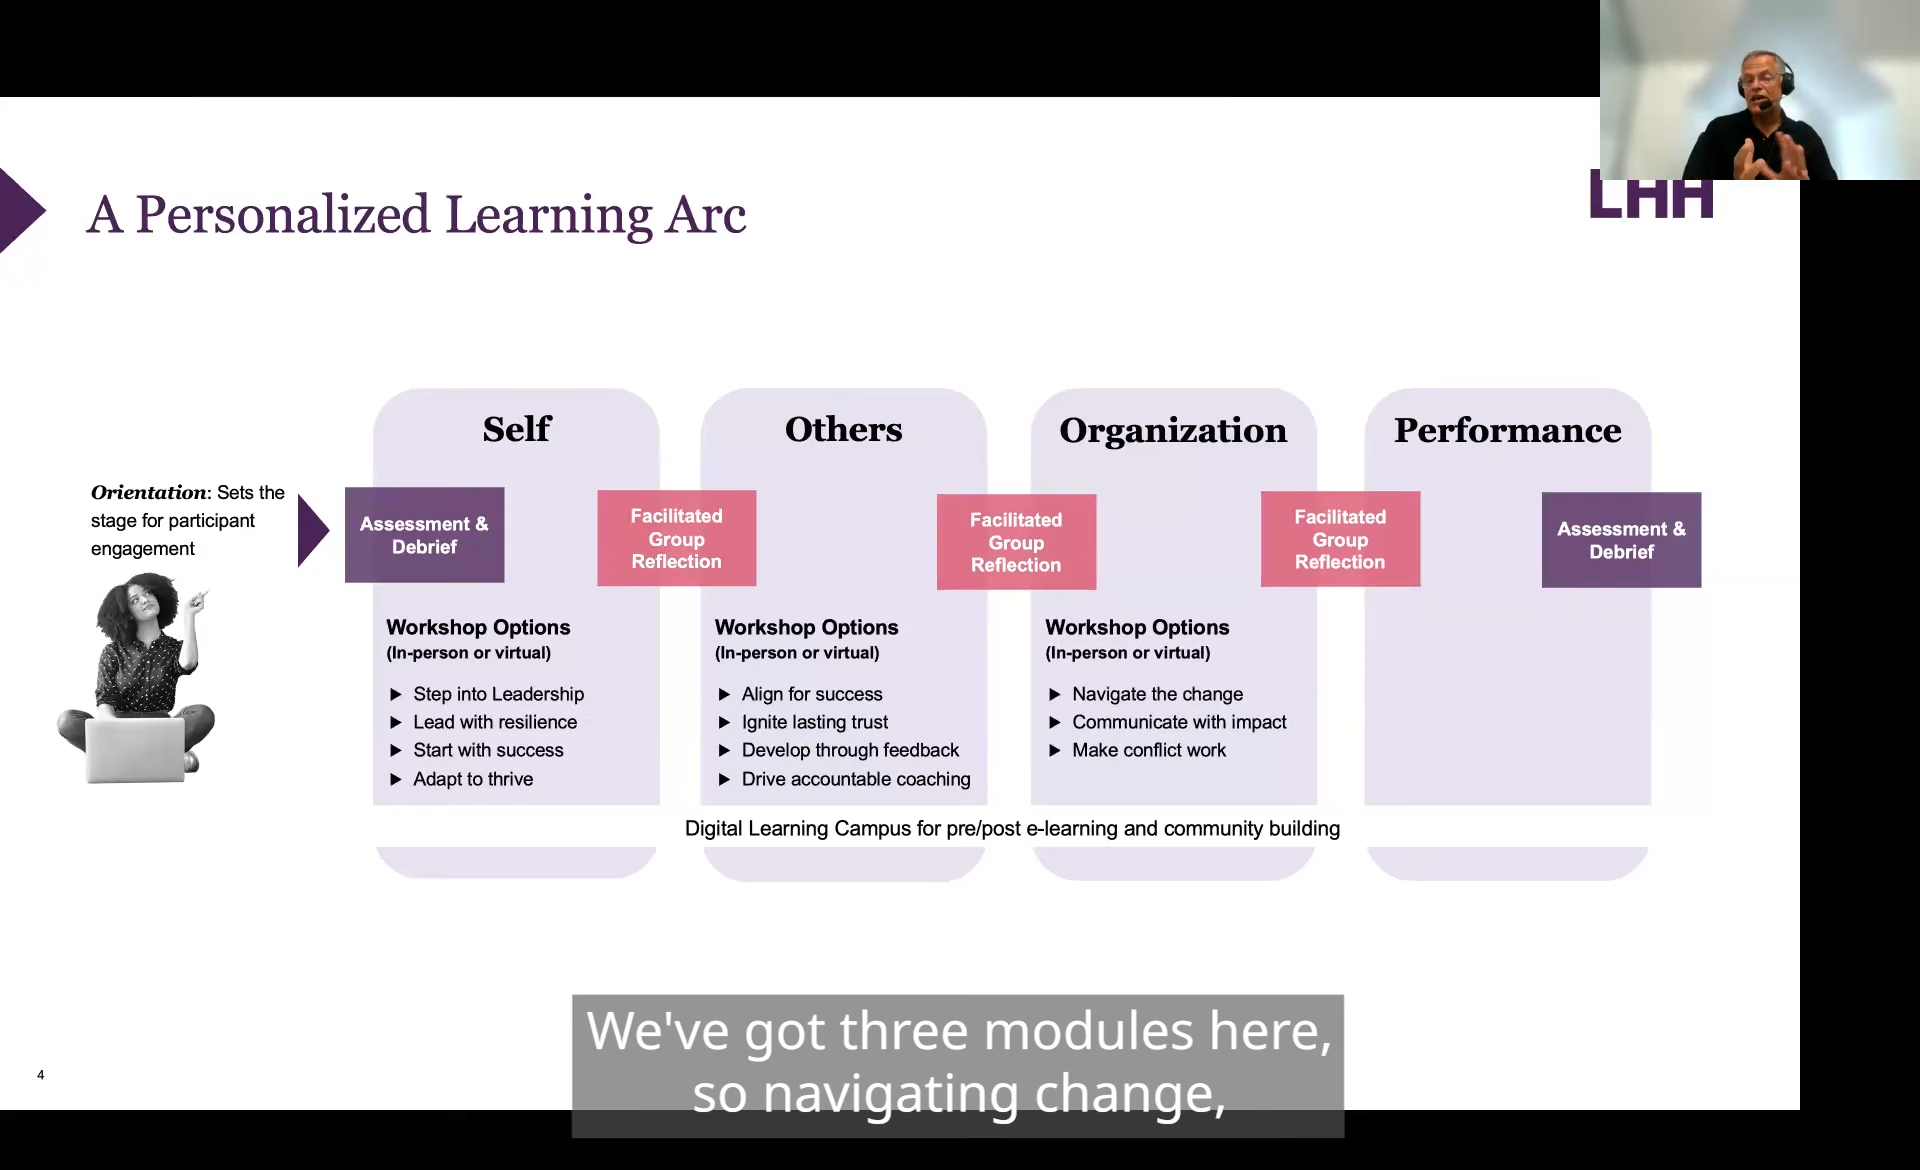 A Personalized Learning Arc
LHH
Self
Others
Organization
Performance
Orientation: Sets the
stage for participant
engagement
Assessment &
Debrief
Facilitated
Group
Reflection
Facilitated
Group
Reflection
Facilitated
Group
Reflection
Assessment &
Debrief
Workshop Options
(In-person or virtual)
Step into Leadership
Lead with resilience
Start with success
Adapt to thrive
Workshop Options
(In-person or virtual)
Align for success
Ignite lasting trust
Develop through feedback
Drive accountable coaching
Workshop Options
(In-person or virtual)
Navigate the change
Communicate with impact
Make conflict work
Digital Learning Campus for pre/post e-learning and community building
We've got three modules here,
so navigating change,
4